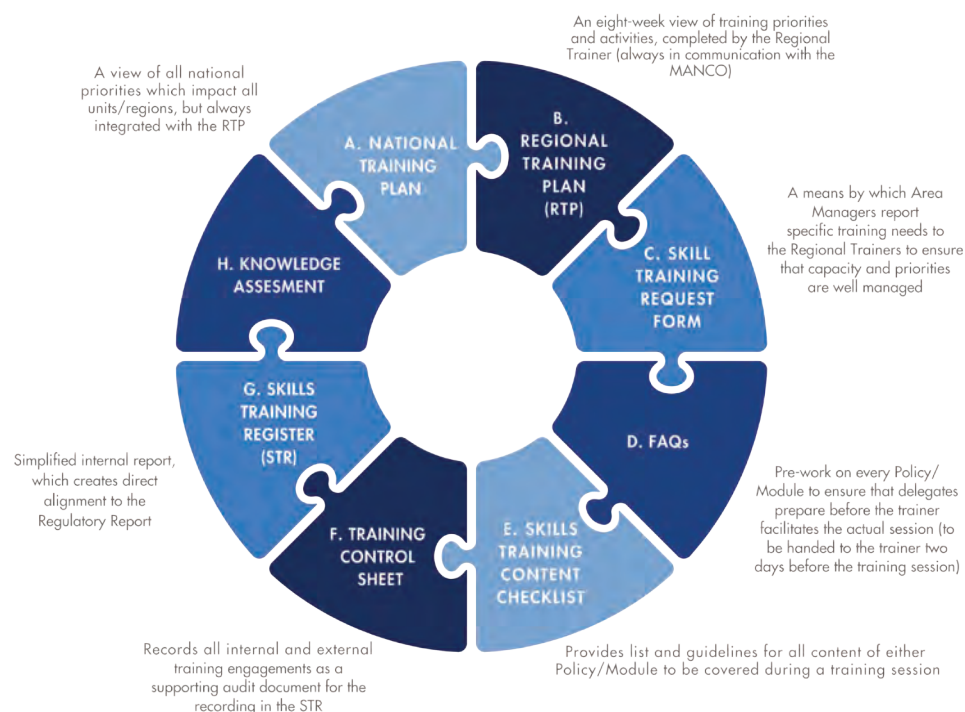 A view of all national
priorities which impact all
units/regions, but always
integrated with the RTP
A. NATIONAL
TRAINING
PLAN
An eight-week view of training priorities
and activities, completed by the Regional
Trainer (always in communication with the
MANCO)
B.
REGIONAL
TRAINING
PLAN
(RTP)
A means by which Area
Managers report
specific training needs to
the Regional Trainers to ensure
that capacity and priorities
are well managed
C. SKILL
TRAINING
REQUEST
FORM
D. FAQs
Pre-work on every Policy/
Module to ensure that delegates
prepare before the trainer
facilitates the actual session (to
be handed to the trainer two
days before the training session)
E. SKILLS
TRAINING
CONTENT
CHECKLIST
Provides list and guidelines for all content of either
Policy/Module to be covered during a training session
F. TRAINING
CONTROL
SHEET
Records all internal and external
training engagements as a
supporting audit document for the
recording in the STR
G. SKILLS
TRAINING
REGISTER
(STR)
Simplified internal report,
which creates direct
alignment to the
Regulatory Report
H. KNOWLEDGE
ASSESMENT